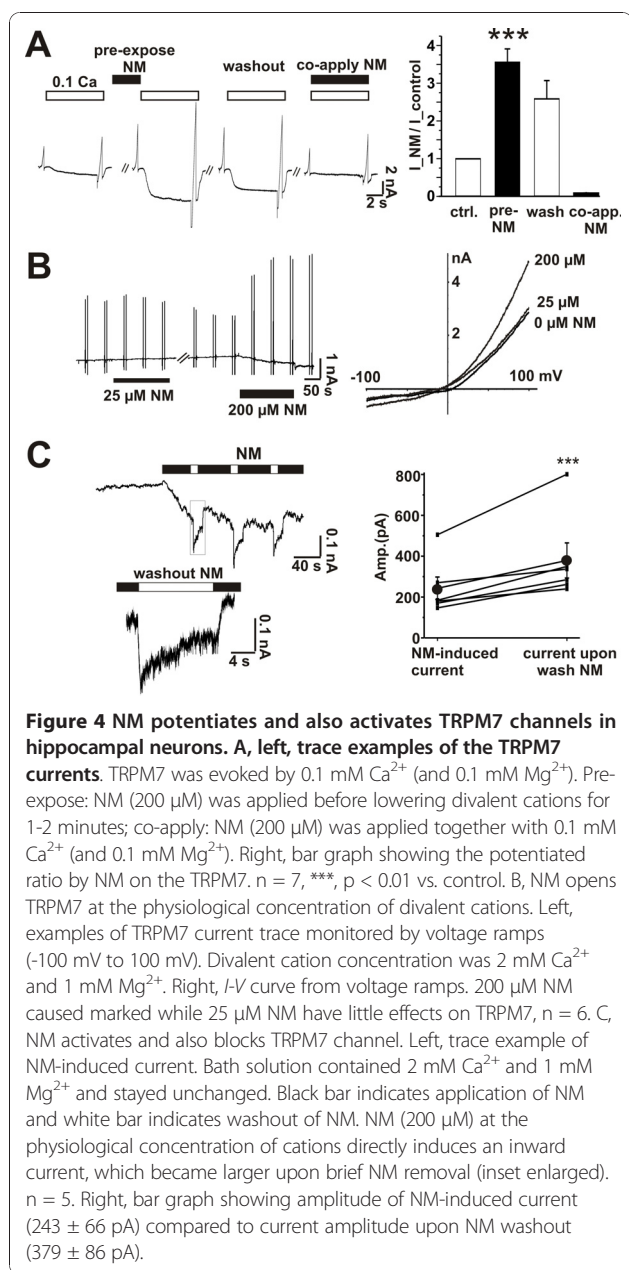 A
pre-expose
NM
0.1 Ca
washout
co-apply NM
2 nA
2 s
I_NM / I_control
4
3
2
1
0
***
ctrl.
pre-
NM
wash
co-app.
NM
B
25 µM NM
200 µM NM
1 nA
50 s
nA
4
2
-100
100 mV
200 µM
25 µM
0 µM NM
C
NM
0.1 nA
40 s
washout NM
0.1 nA
4 s
Amp.(pA)
800
600
400
200
0
***
NM-induced
current
current upon
wash NM
Figure 4 NM potentiates and also activates TRPM7 channels in
hippocampal neurons. A, left, trace examples of the TRPM7
currents. TRPM7 was evoked by 0.1 mM Ca²⁺ (and 0.1 mM Mg²⁺). Pre-
expose: NM (200 μM) was applied before lowering divalent cations for
1-2 minutes; co-apply: NM (200 μM) was applied together with 0.1 mM
Ca²⁺ (and 0.1 mM Mg²⁺). Right, bar graph showing the potentiated
ratio by NM on the TRPM7. n = 7, ***, p < 0.01 vs. control. B, NM opens
TRPM7 at the physiological concentration of divalent cations. Left,
examples of TRPM7 current trace monitored by voltage ramps
(-100 mV to 100 mV). Divalent cation concentration was 2 mM Ca²⁺
and 1 mM Mg²⁺. Right, I-V curve from voltage ramps. 200 μM NM
caused marked while 25 μM NM have little effects on TRPM7, n = 6. C,
NM activates and also blocks TRPM7 channel. Left, trace example of
NM-induced current. Bath solution contained 2 mM Ca²⁺ and 1 mM
Mg²⁺ and stayed unchanged. Black bar indicates application of NM
and white bar indicates washout of NM. NM (200 μM) at the
physiological concentration of cations directly induces an inward
current, which became larger upon brief NM removal (inset enlarged).
n = 5. Right, bar graph showing amplitude of NM-induced current
(243 ± 66 pA) compared to current amplitude upon NM washout
(379 ± 86 pA).